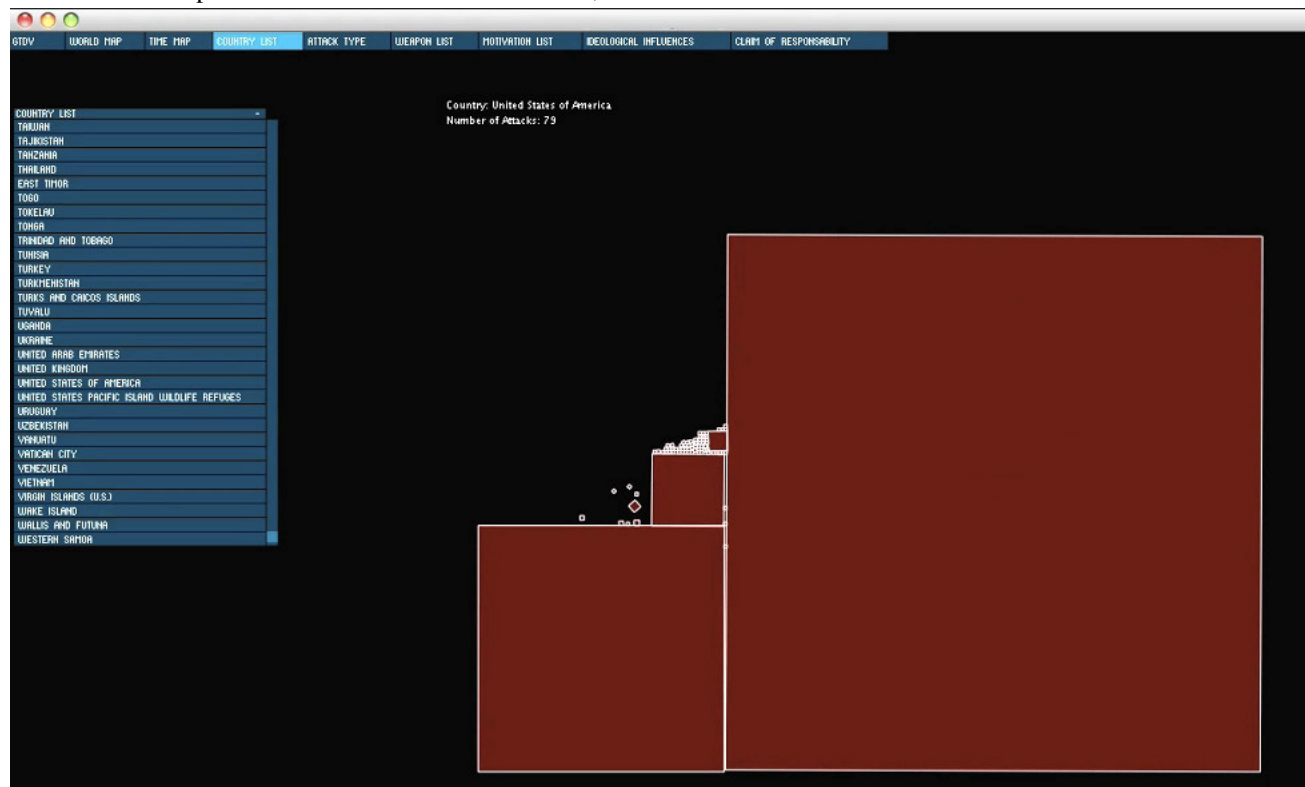 GTDV WORLD MAP TIME MAP COUNTRY LIST ATTACK TYPE WEAPON LIST MOTIVATION LIST IDEOLOGICAL INFLUENCES CLAIM OF RESPONSABILITY
Country: United States of America
Number of Attacks: 79
COUNTRY LIST -
TAIWAN
TAJIKISTAN
TANZANIA
THAILAND
EAST TIMOR
TOGO
TOKELAU
TONGA
TRINIDAD AND TOBAGO
TUNISIA
TURKEY
TURKMENISTAN
TURKS AND CAICOS ISLANDS
TUVALU
UGANDA
UKRAINE
UNITED ARAB EMIRATES
UNITED KINGDOM
UNITED STATES OF AMERICA
UNITED STATES PACIFIC ISLAND WILDLIFE REFUGES
URUGUAY
UZBEKISTAN
VANUATU
VATICAN CITY
VENEZUELA
VIETNAM
VIRGIN ISLANDS (U.S.)
WAKE ISLAND
WALLIS AND FUTUNA
WESTERN SAMOA